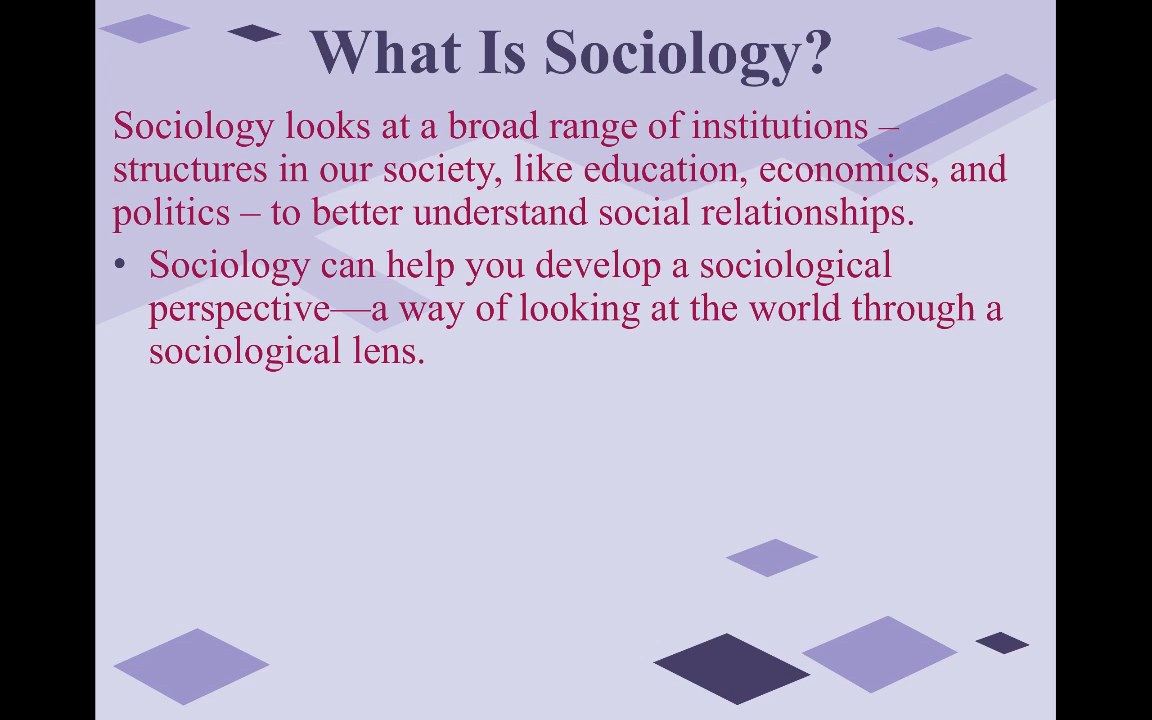 What Is Sociology?
Sociology looks at a broad range of institutions –
structures in our society, like education, economics, and
politics – to better understand social relationships.
• Sociology can help you develop a sociological
perspective—a way of looking at the world through a
sociological lens.